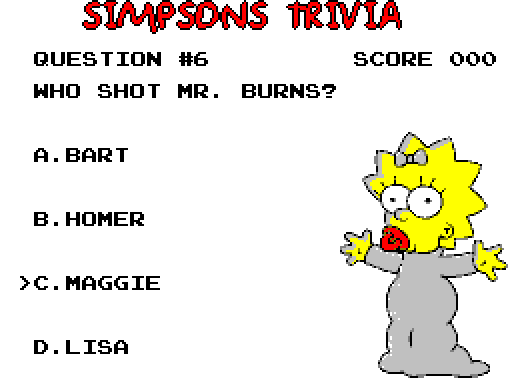 SIMPSONS TRIVIA
QUESTION #6 SCORE 000
WHO SHOT MR. BURNS?
A.BART
B.HOMER
>C.MAGGIE
D.LISA